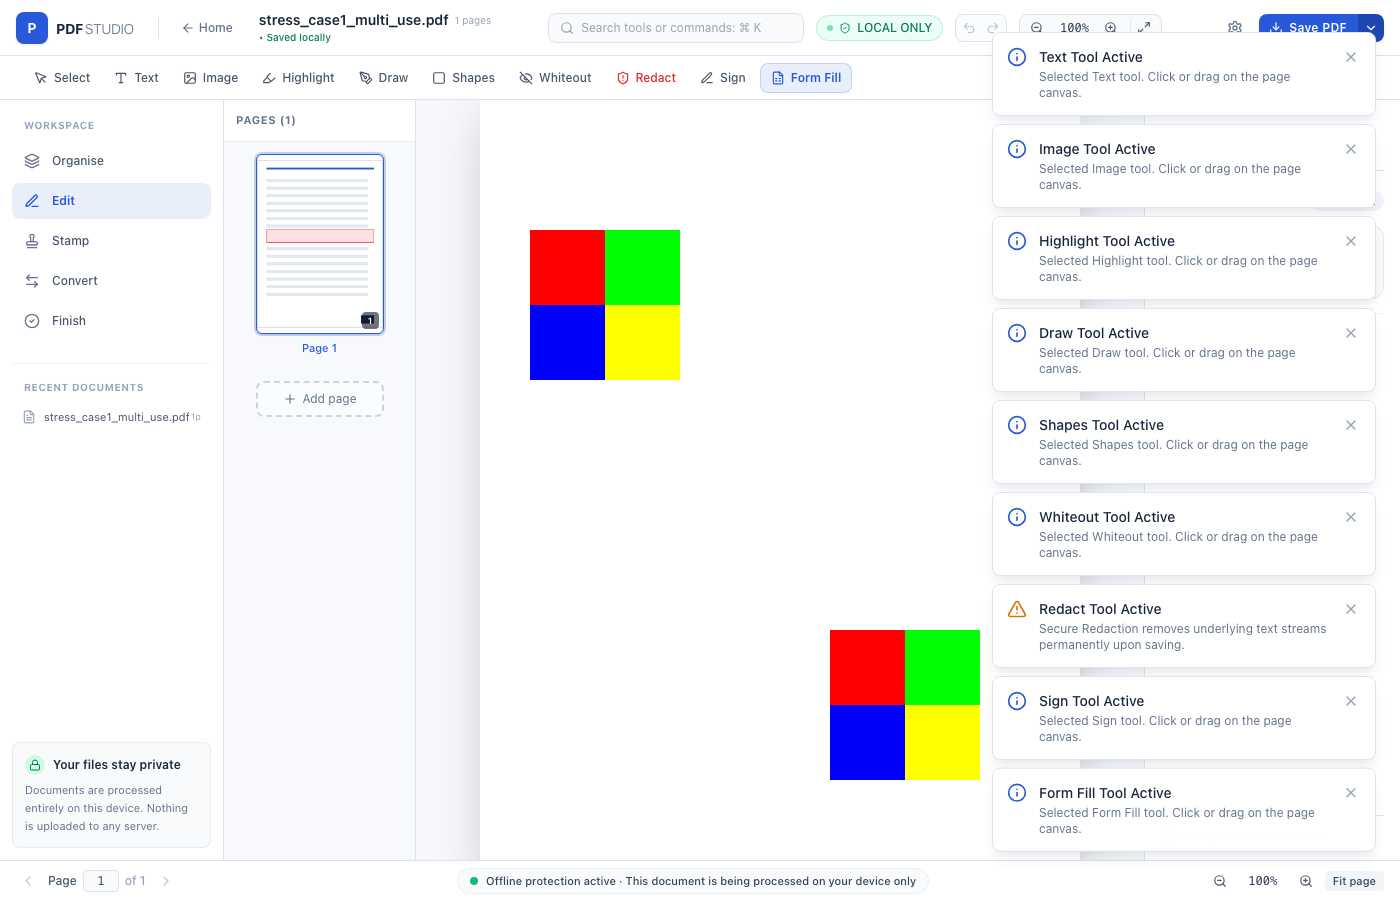 P PDFSTUDIO
Home
stress_case1_multi_use.pdf 1 pages
• Saved locally
Search tools or commands: ⌘ K
LOCAL ONLY
100%
Save PDF
Select
Text
Image
Highlight
Draw
Shapes
Whiteout
Redact
Sign
Form Fill
WORKSPACE
Organise
Edit
Stamp
Convert
Finish
RECENT DOCUMENTS
stress_case1_multi_use.pdf 1p
Your files stay private
Documents are processed
entirely on this device. Nothing
is uploaded to any server.
PAGES (1)
1
Page 1
Add page
Text Tool Active
Selected Text tool. Click or drag on the page
canvas.
Image Tool Active
Selected Image tool. Click or drag on the page
canvas.
Highlight Tool Active
Selected Highlight tool. Click or drag on the page
canvas.
Draw Tool Active
Selected Draw tool. Click or drag on the page
canvas.
Shapes Tool Active
Selected Shapes tool. Click or drag on the page
canvas.
Whiteout Tool Active
Selected Whiteout tool. Click or drag on the page
canvas.
Redact Tool Active
Secure Redaction removes underlying text streams
permanently upon saving.
Sign Tool Active
Selected Sign tool. Click or drag on the page
canvas.
Form Fill Tool Active
Selected Form Fill tool. Click or drag on the page
canvas.
Page 1 of 1
Offline protection active · This document is being processed on your device only
100%
Fit page